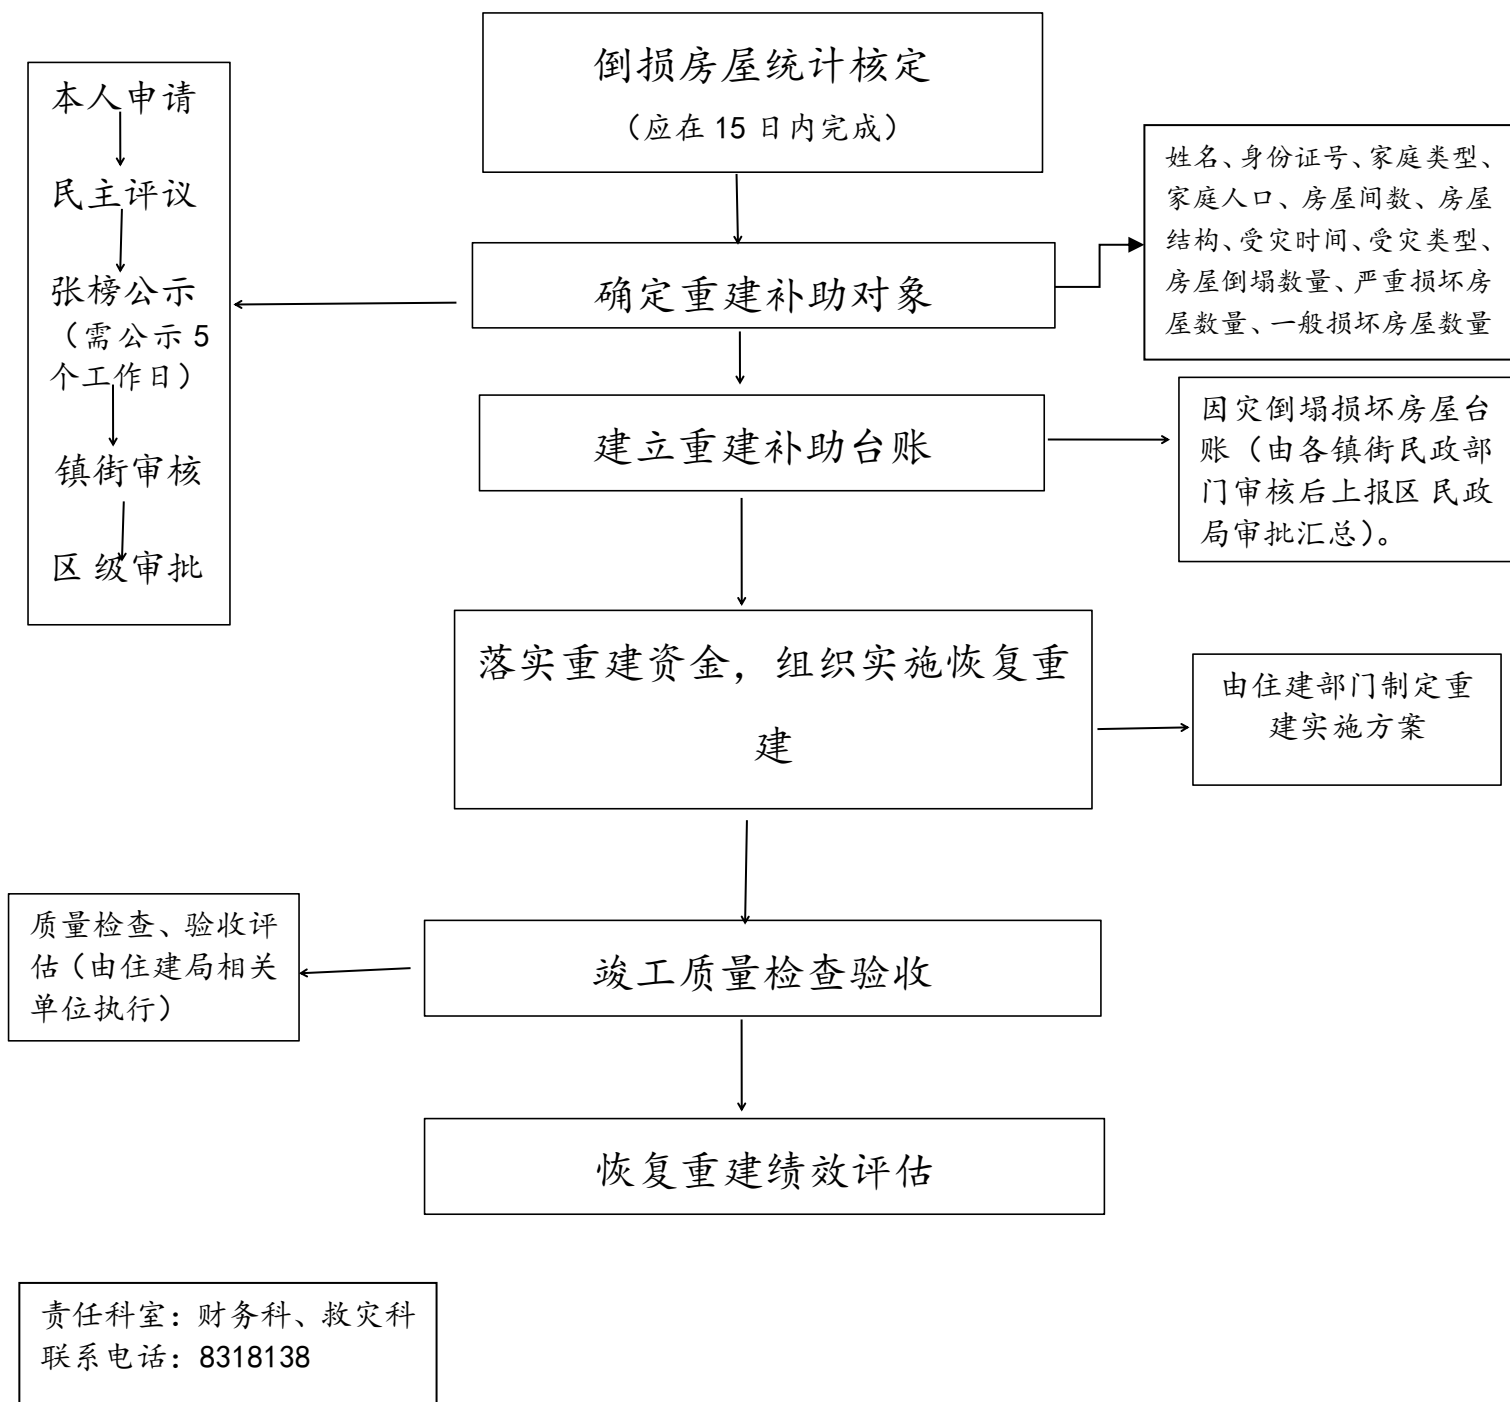 倒损房屋统计核定
（应在 15 日内完成）
本人申请
民主评议
张榜公示
（需公示 5
个工作日）
镇街审核
区 级审批
确定重建补助对象
姓名、身份证号、家庭类型、
家庭人口、房屋间数、房屋
结构、受灾时间、受灾类型、
房屋倒塌数量、严重损坏房
屋数量、一般损坏房屋数量
建立重建补助台账
因灾倒塌损坏房屋台
账（由各镇街民政部
门审核后上报区 民政
局审批汇总）。
落实重建资金，组织实施恢复重
建
由住建部门制定重
建实施方案
质量检查、验收评
估（由住建局相关
单位执行）
竣工质量检查验收
恢复重建绩效评估
责任科室：财务科、救灾科
联系电话：8318138